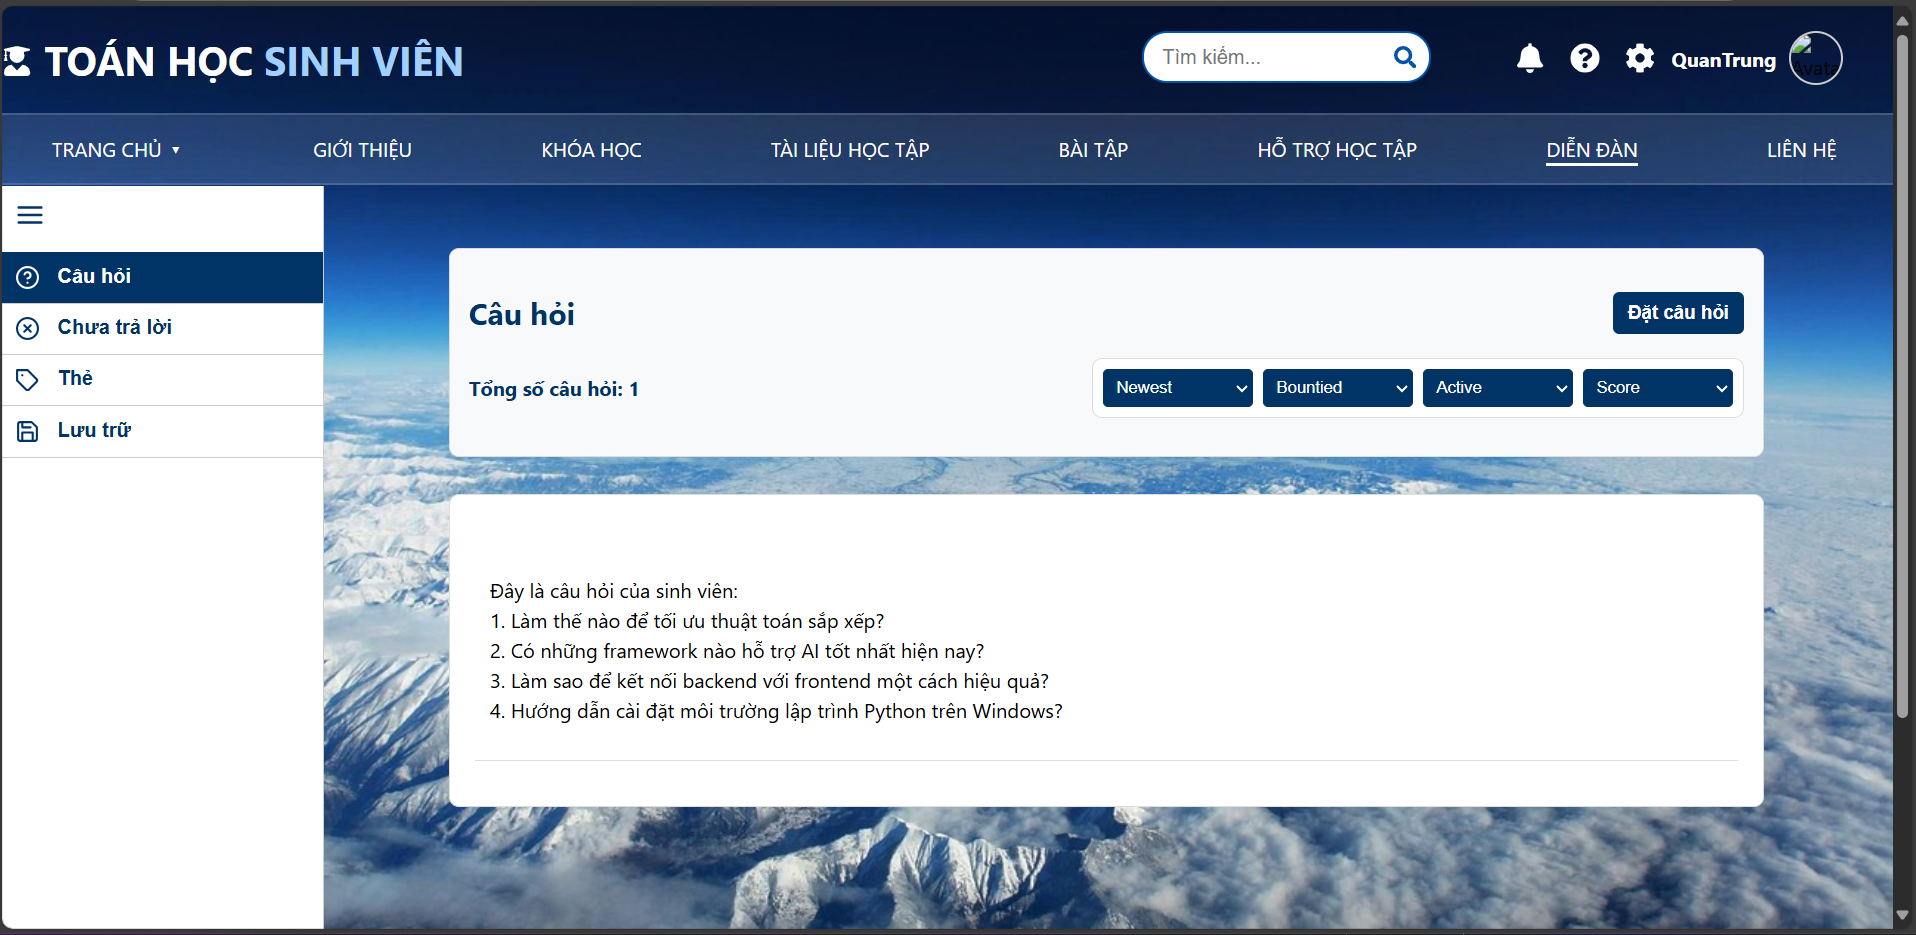 TOÁN HỌC SINH VIÊN
Tìm kiếm...
QuanTrung
Avata
TRANG CHỦ ▼
GIỚI THIỆU
KHÓA HỌC
TÀI LIỆU HỌC TẬP
BÀI TẬP
HỖ TRỢ HỌC TẬP
DIỄN ĐÀN
LIÊN HỆ
Câu hỏi
Chưa trả lời
Thẻ
Lưu trữ
Câu hỏi
Đặt câu hỏi
Tổng số câu hỏi: 1
Newest
Bountied
Active
Score
Đây là câu hỏi của sinh viên:
1. Làm thế nào để tối ưu thuật toán sắp xếp?
2. Có những framework nào hỗ trợ AI tốt nhất hiện nay?
3. Làm sao để kết nối backend với frontend một cách hiệu quả?
4. Hướng dẫn cài đặt môi trường lập trình Python trên Windows?